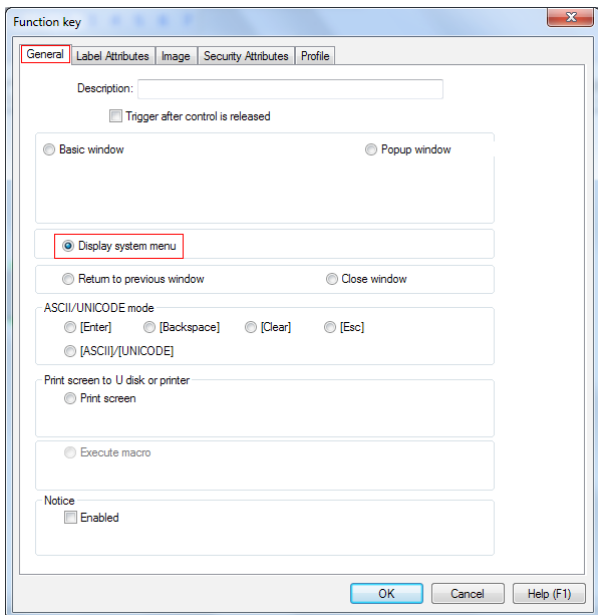 Function key
General Label Attributes Image Security Attributes Profile
Description:
Trigger after control is released
Basic window Popup window
Display system menu
Return to previous window Close window
ASCII/UNICODE mode
[Enter] [Backspace] [Clear] [Esc]
[ASCII]/[UNICODE]
Print screen to U disk or printer
Print screen
Execute macro
Notice
Enabled
OK Cancel Help (F1)